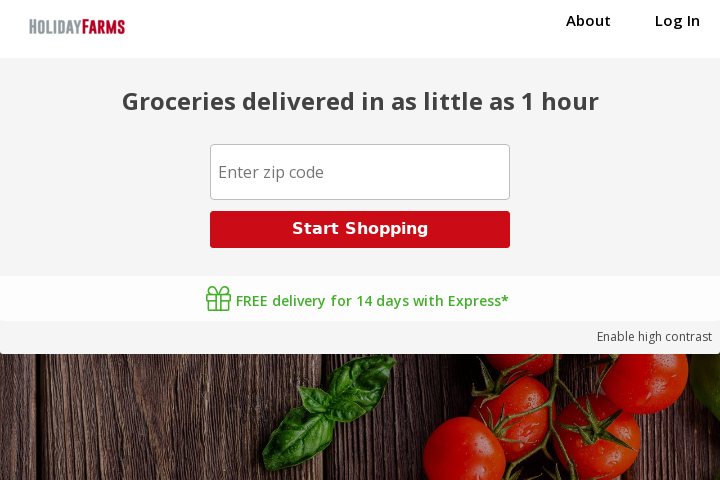 HOLIDAYFARMS
About
Log In
Groceries delivered in as little as 1 hour
Enter zip code
Start Shopping
FREE delivery for 14 days with Express*
Enable high contrast